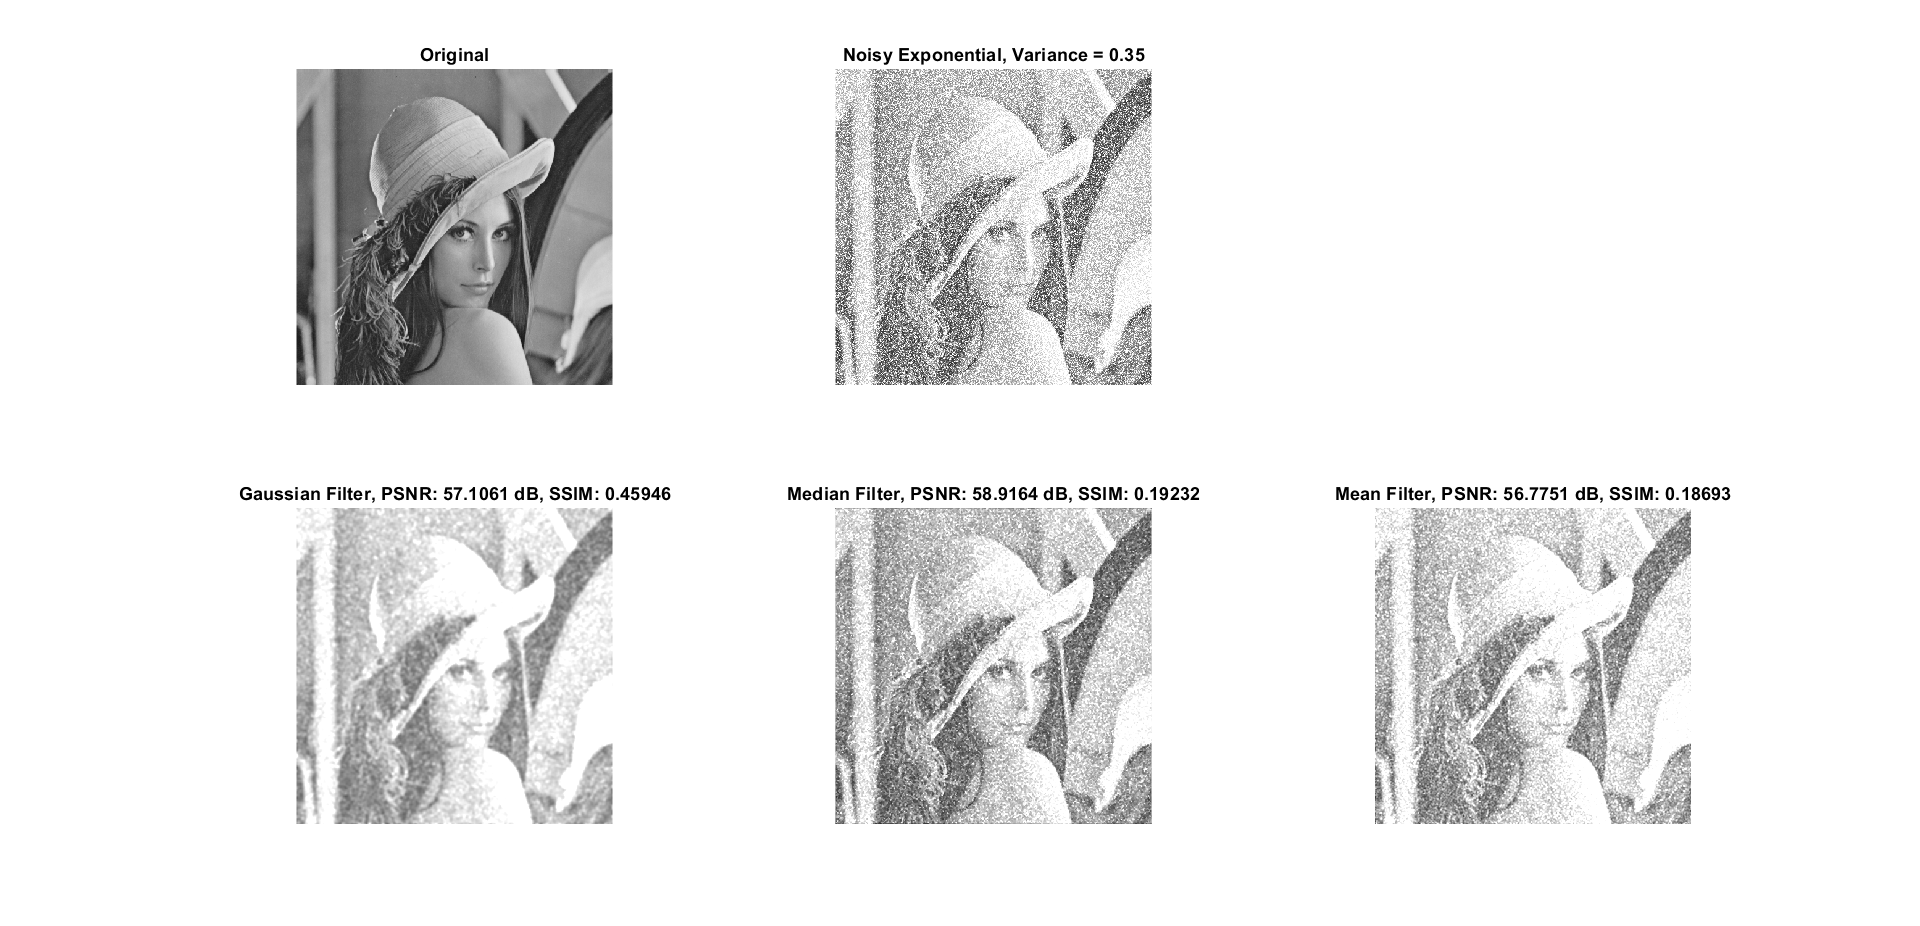 Original
Noisy Exponential, Variance = 0.35
Gaussian Filter, PSNR: 57.1061 dB, SSIM: 0.45946
Median Filter, PSNR: 58.9164 dB, SSIM: 0.19232
Mean Filter, PSNR: 56.7751 dB, SSIM: 0.18693